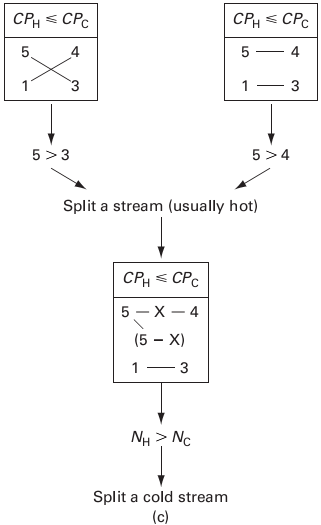 CPH ⩽ CPC
5 4
1 3
5 > 3
CPH ⩽ CPC
5 — 4
1 — 3
5 > 4
Split a stream (usually hot)
CPH ⩽ CPC
5 — X — 4
(5 − X)
1 — 3
NH > NC
Split a cold stream
(c)